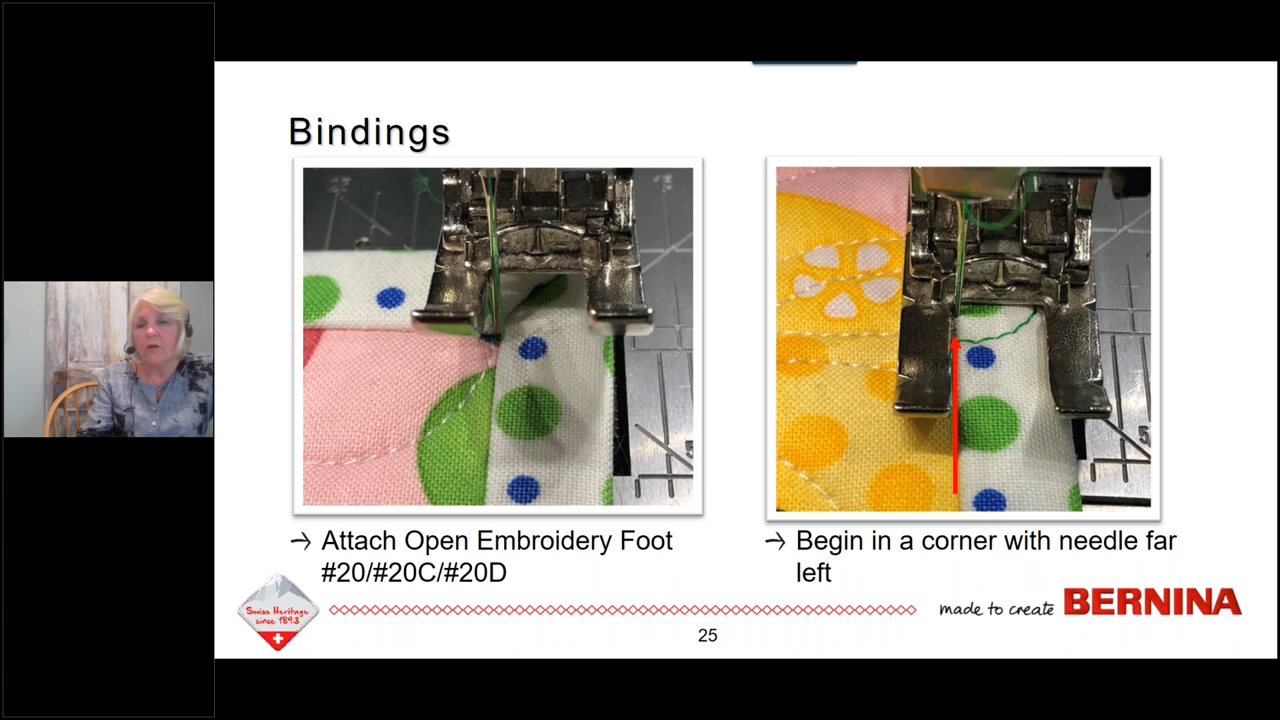 Bindings
→ Attach Open Embroidery Foot
#20/#20C/#20D
→ Begin in a corner with needle far
left
Swiss Heritage
since 1893
made to create BERNINA
25